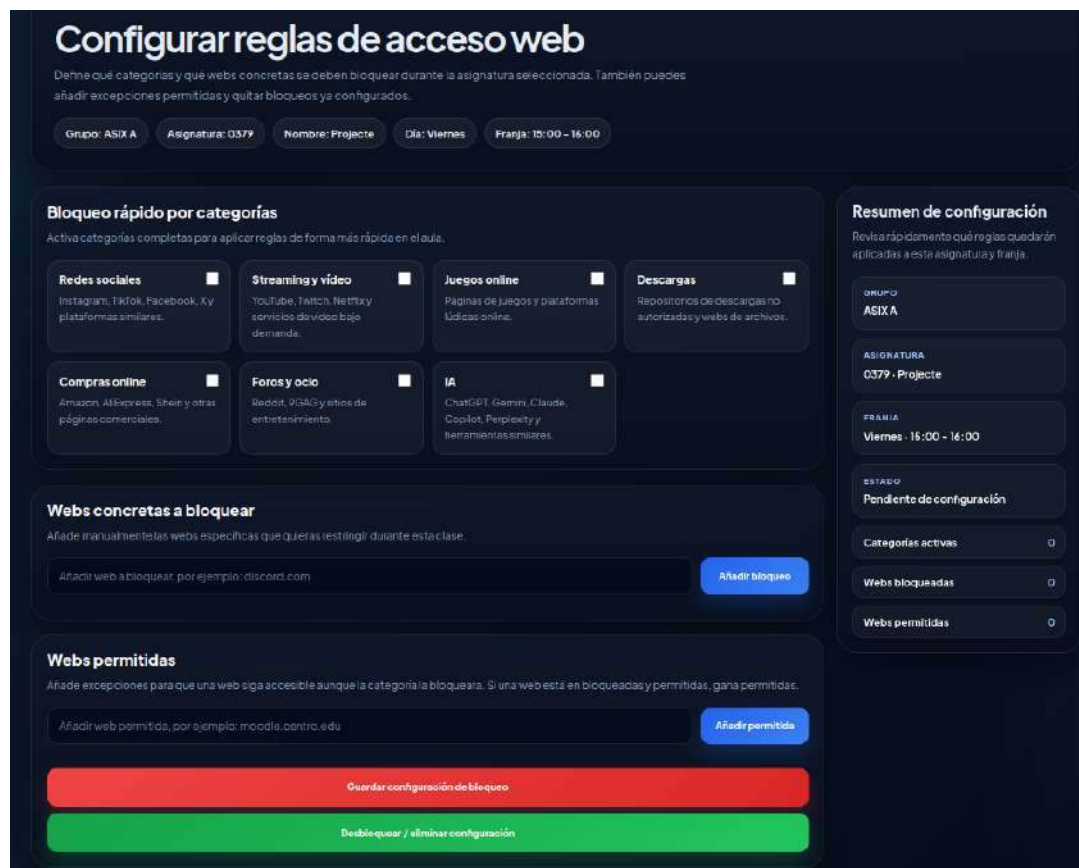 Configurar reglas de acceso web
Define qué categorías y qué webs concretas se deben bloquear durante la asignatura seleccionada. También puedes
añadir excepciones permitidas y quitar bloqueos ya configurados.
Grupo: ASIX A
Asignatura: 0379
Nombre: Projecte
Día: Viernes
Franja: 15:00 – 16:00
Bloqueo rápido por categorías
Activa categorías completas para aplicar reglas de forma más rápida en el aula.
Redes sociales
Instagram, TikTok, Facebook, X y
plataformas similares.
Streaming y vídeo
YouTube, Twitch, Netflix y
servicios de vídeo bajo
demanda.
Juegos online
Páginas de juegos y plataformas
lúdicas online.
Descargas
Repositorios de descargas no
autorizadas y webs de archivos.
Compras online
Amazon, AliExpress, Shein y otras
páginas comerciales.
Foros y ocio
Reddit, 9GAG y sitios de
entretenimiento.
IA
ChatGPT, Gemini, Claude,
Copilot, Perplexity y
herramientas similares.
Webs concretas a bloquear
Añade manualmente las webs específicas que quieras restringir durante esta clase.
Añadir web a bloquear, por ejemplo: discord.com
Añadir bloqueo
Webs permitidas
Añade excepciones para que una web siga accesible aunque la categoría la bloqueara. Si una web está en bloqueadas y permitidas, gana permitidas.
Añadir web permitida, por ejemplo: moodle.centro.edu
Añadir permitida
Guardar configuración de bloqueo
Desbloquear / eliminar configuración
Resumen de configuración
Revisa rápidamente qué reglas quedarán
aplicadas a esta asignatura y franja.
GRUPO
ASIX A
ASIGNATURA
0379 · Projecte
FRANJA
Viernes · 15:00 – 16:00
ESTADO
Pendiente de configuración
Categorías activas 0
Webs bloqueadas 0
Webs permitidas 0